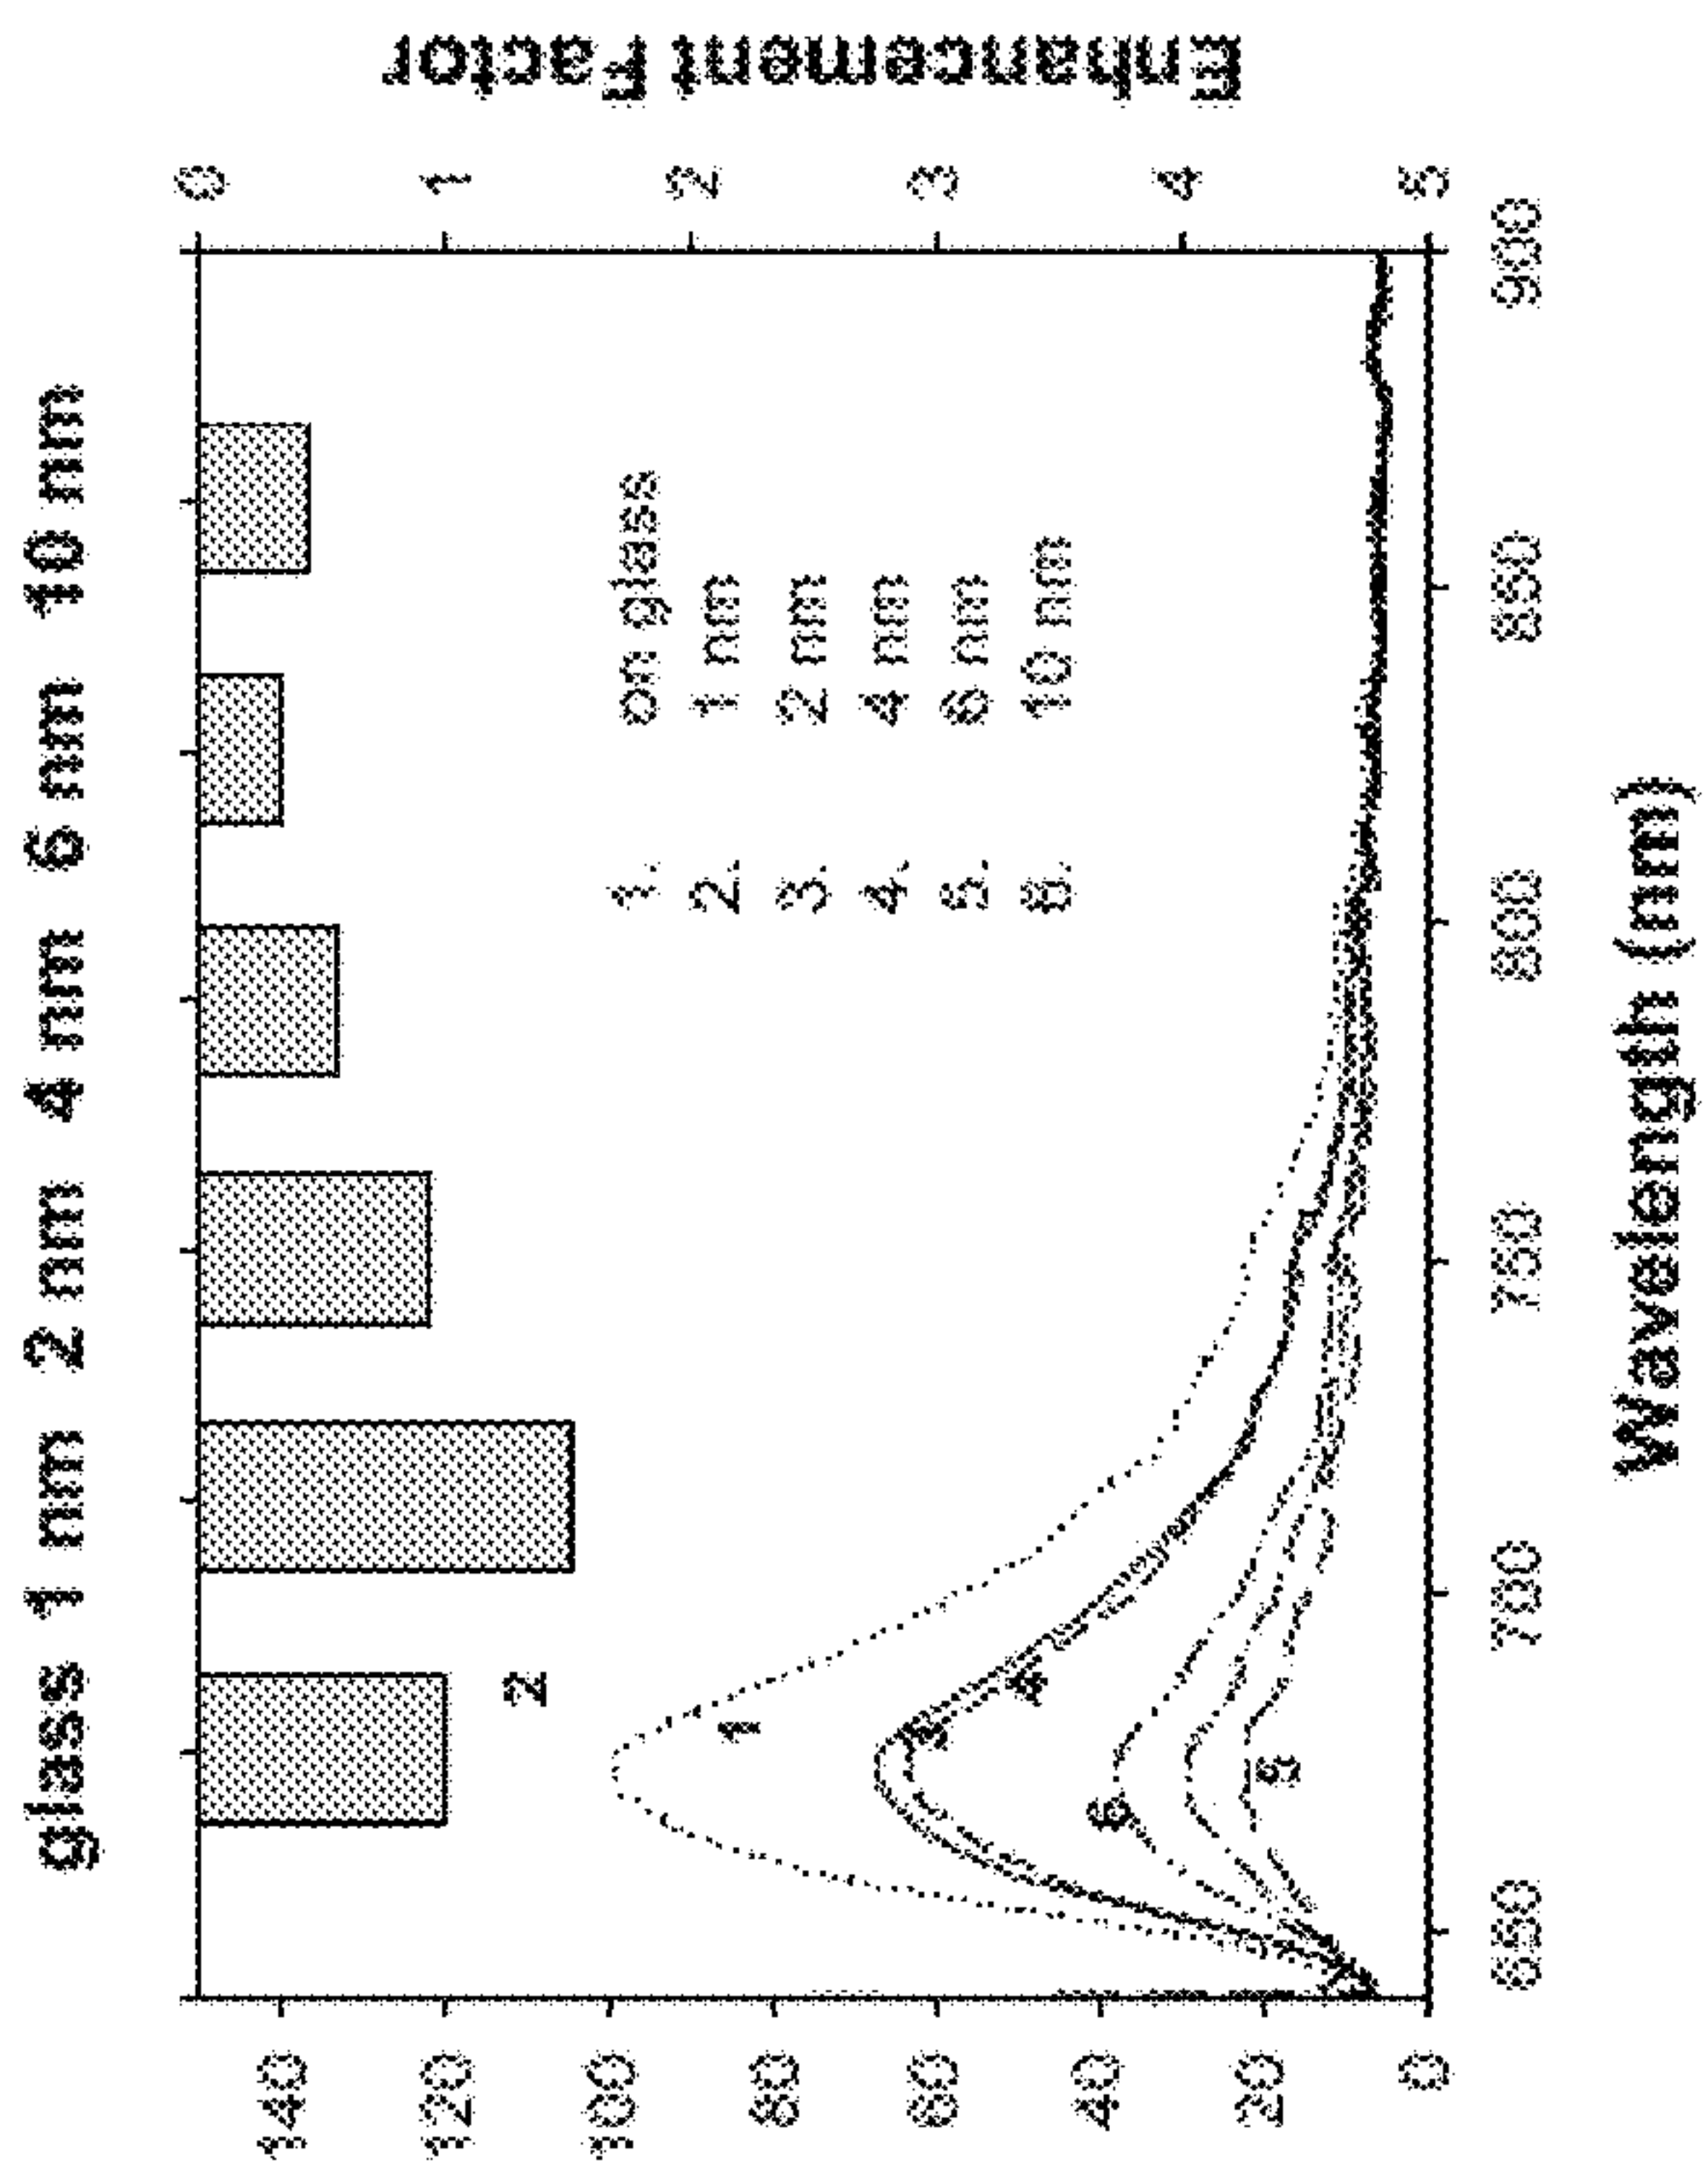 glass 1 nm 2 nm 4 nm 6 nm 10 nm
Enhancement Factor
0
1
2
3
4
5
140
120
100
80
60
40
20
0
1. on glass
2. 1 nm
3. 2 nm
4. 4 nm
5. 6 nm
6. 10 nm
2
1
3
4
6
5
650 700 750 800 850 900
Wavelength (nm)